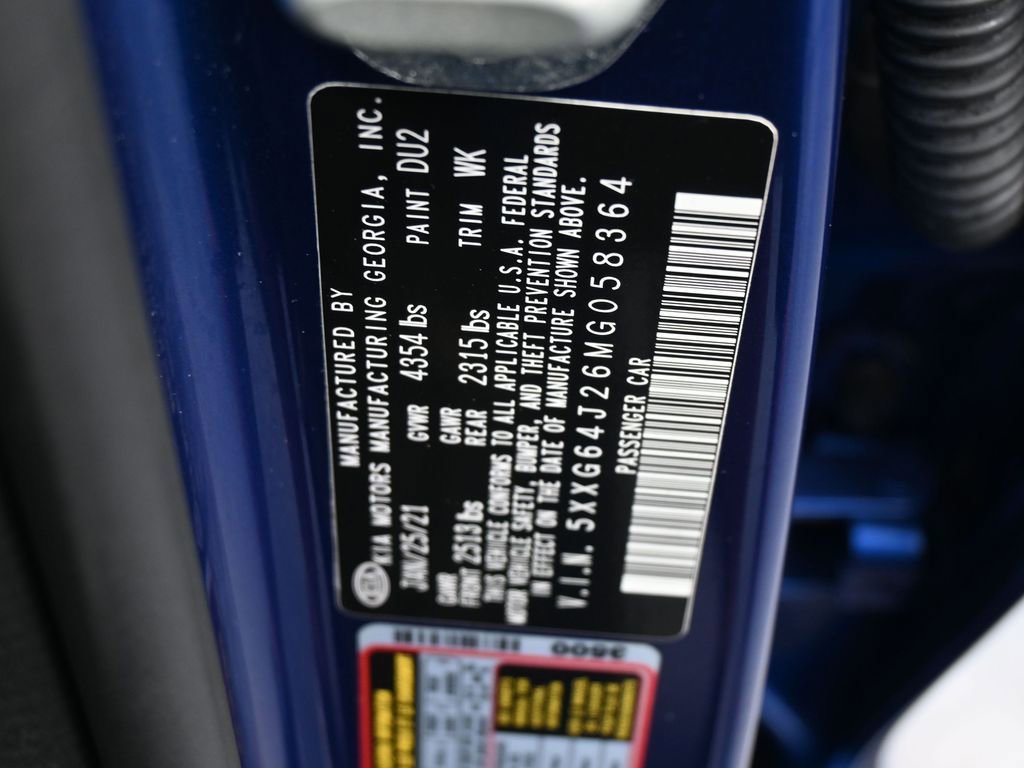 MANUFACTURED BY
KIA KIA MOTORS MANUFACTURING GEORGIA, INC.
JAN/25/21 GVWR 4354 lbs PAINT DU2
GAWR FRONT 2513 lbs GAWR REAR 2315 lbs TRIM WK
THIS VEHICLE CONFORMS TO ALL APPLICABLE U.S.A. FEDERAL
MOTOR VEHICLE SAFETY, BUMPER, AND THEFT PREVENTION STANDARDS
IN EFFECT ON THE DATE OF MANUFACTURE SHOWN ABOVE.
V.I.N. 5XXG64J26MG058364
PASSENGER CAR
3500